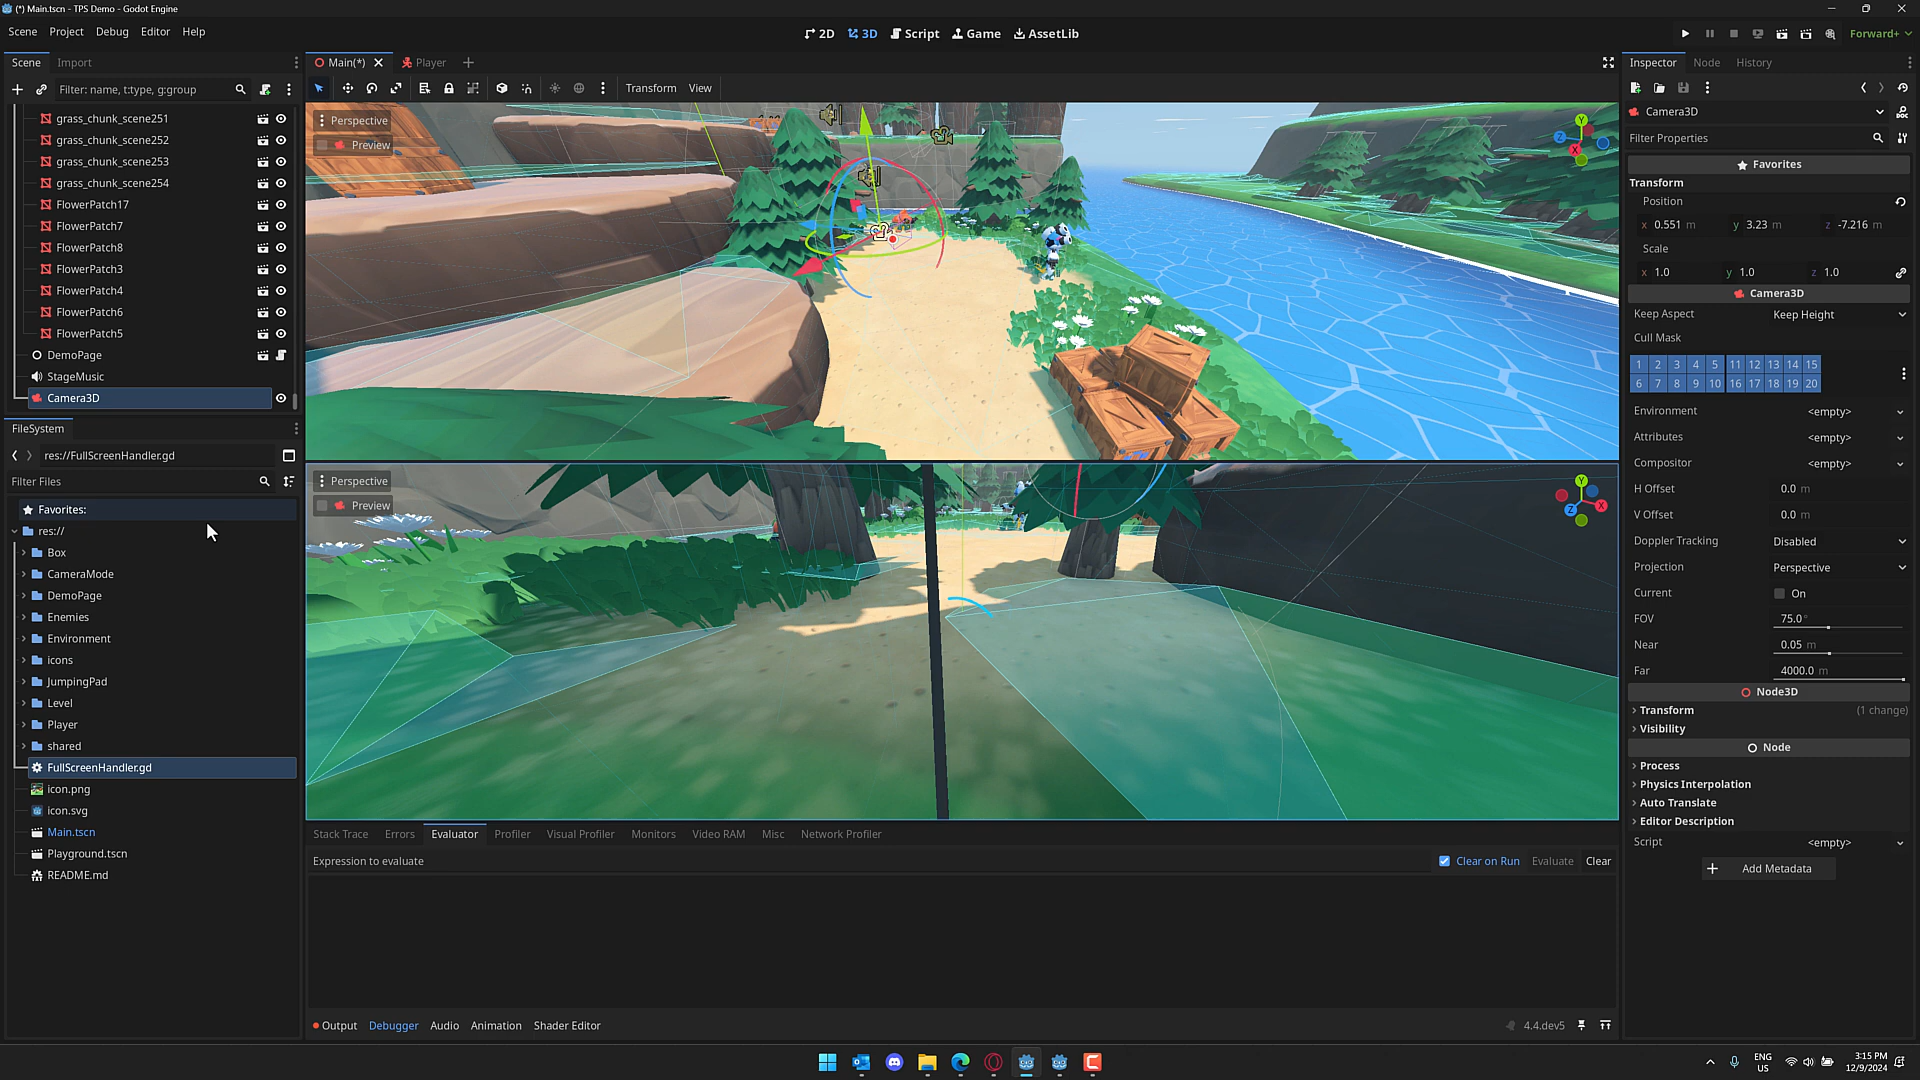 (*) Main.tscn - TPS Demo - Godot Engine
Scene Project Debug Editor Help
2D 3D Script Game AssetLib
Forward+
Scene Import
Filter: name, t:type, g:group
grass_chunk_scene251
grass_chunk_scene252
grass_chunk_scene253
grass_chunk_scene254
FlowerPatch17
FlowerPatch7
FlowerPatch8
FlowerPatch3
FlowerPatch4
FlowerPatch6
FlowerPatch5
DemoPage
StageMusic
Camera3D
FileSystem
res://FullScreenHandler.gd
Filter Files
Favorites:
res://
Box
CameraMode
DemoPage
Enemies
Environment
icons
JumpingPad
Level
Player
shared
FullScreenHandler.gd
icon.png
icon.svg
Main.tscn
Playground.tscn
README.md
Main(*) Player
Transform View
Perspective
Preview
Y
Z
X
Perspective
Preview
Y
Z
X
Stack Trace Errors Evaluator Profiler Visual Profiler Monitors Video RAM Misc Network Profiler
Expression to evaluate
Clear on Run Evaluate Clear
Output Debugger Audio Animation Shader Editor
4.4.dev5
Inspector Node History
Camera3D
Filter Properties
Favorites
Transform
Position
x 0.551 m y 3.23 m z -7.216 m
Scale
x 1.0 y 1.0 z 1.0
Camera3D
Keep Aspect Keep Height
Cull Mask
1 2 3 4 5 11 12 13 14 15
6 7 8 9 10 16 17 18 19 20
Environment <empty>
Attributes <empty>
Compositor <empty>
H Offset 0.0 m
V Offset 0.0 m
Doppler Tracking Disabled
Projection Perspective
Current On
FOV 75.0 °
Near 0.05 m
Far 4000.0 m
Node3D
Transform (1 change)
Visibility
Node
Process
Physics Interpolation
Auto Translate
Editor Description
Script <empty>
Add Metadata
ENG
US
3:15 PM
12/9/2024